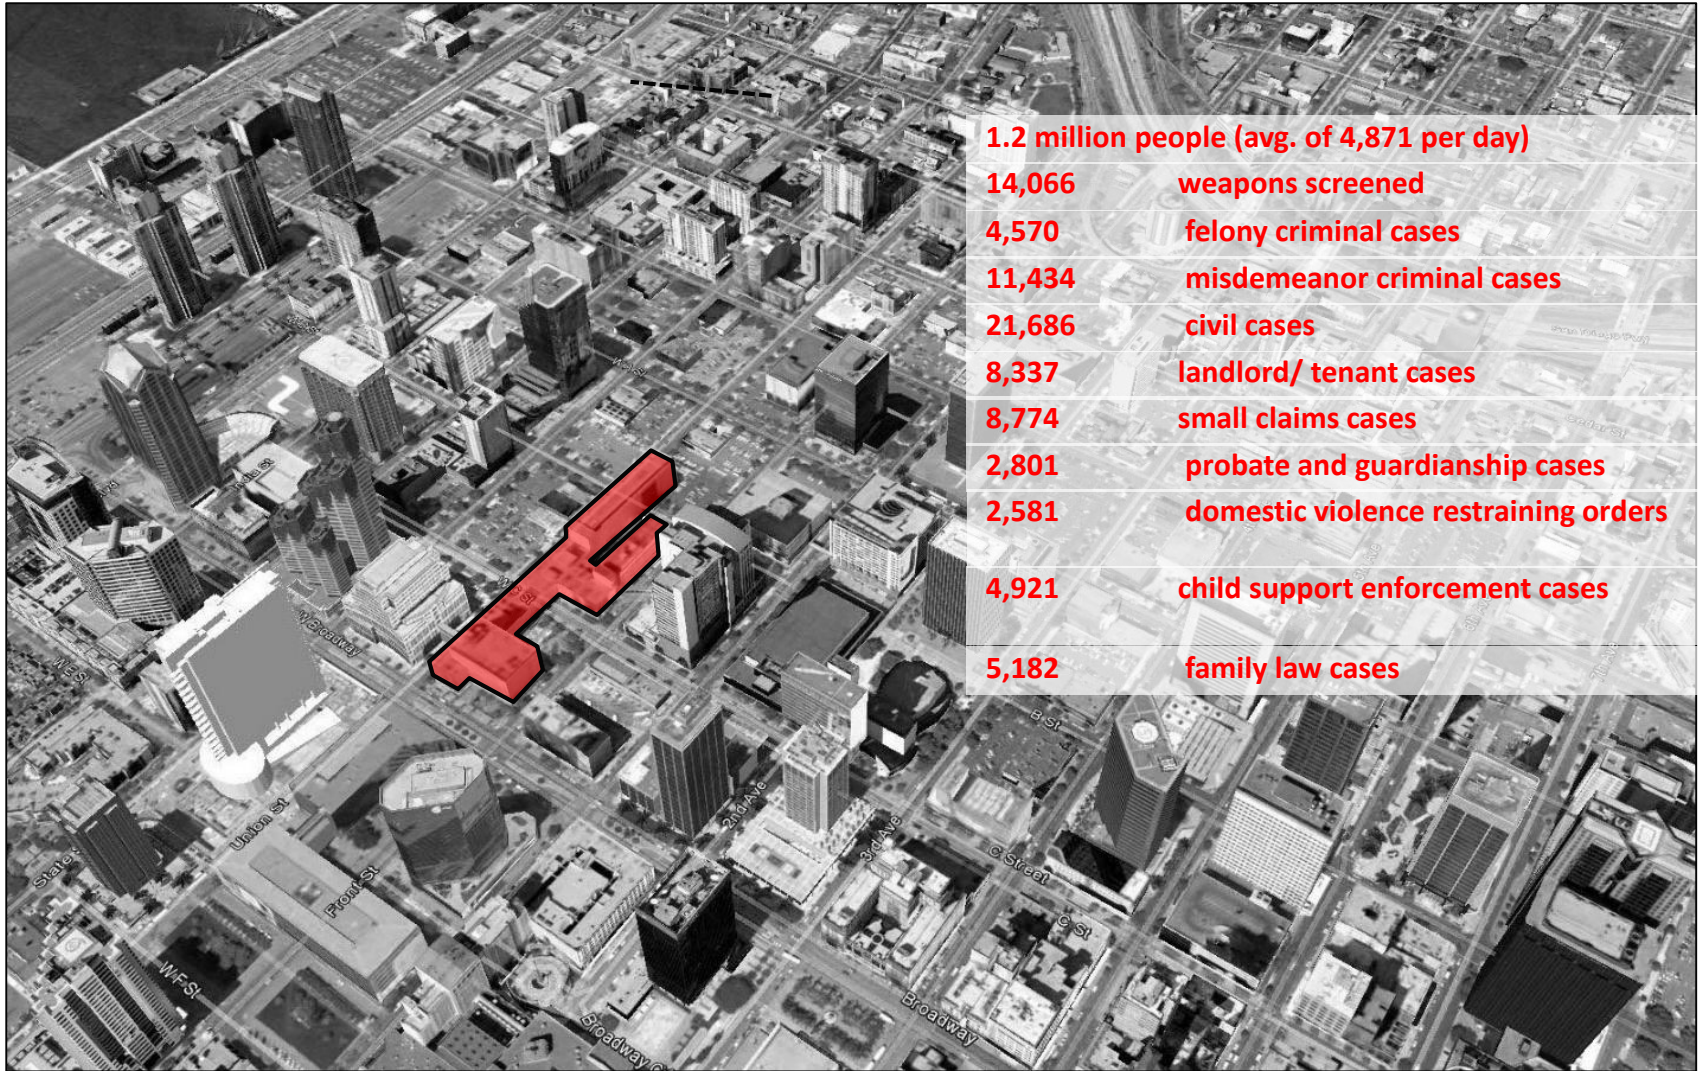 1.2 million people (avg. of 4,871 per day)
14,066 weapons screened
4,570 felony criminal cases
11,434 misdemeanor criminal cases
21,686 civil cases
8,337 landlord/ tenant cases
8,774 small claims cases
2,801 probate and guardianship cases
2,581 domestic violence restraining orders
4,921 child support enforcement cases
5,182 family law cases
India St
W Broadway
W E St
B St
Union St
2nd Ave
3rd Ave
C Street
State
Front St
C St
W F St
Broadway
Broadway